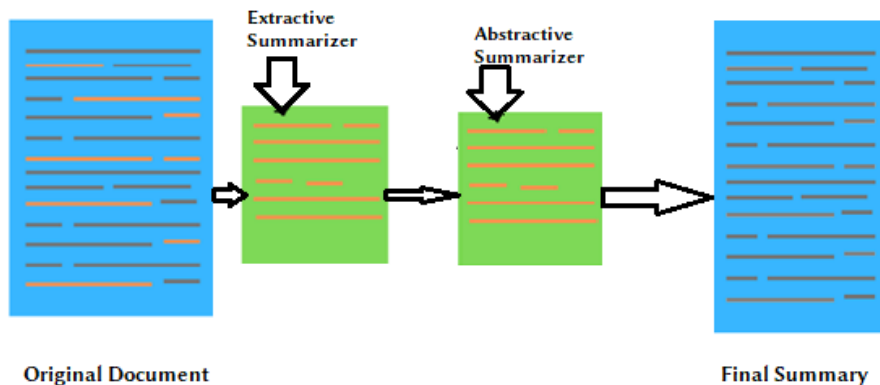 Extractive
Summarizer
Abstractive
Summarizer
Original Document
Final Summary